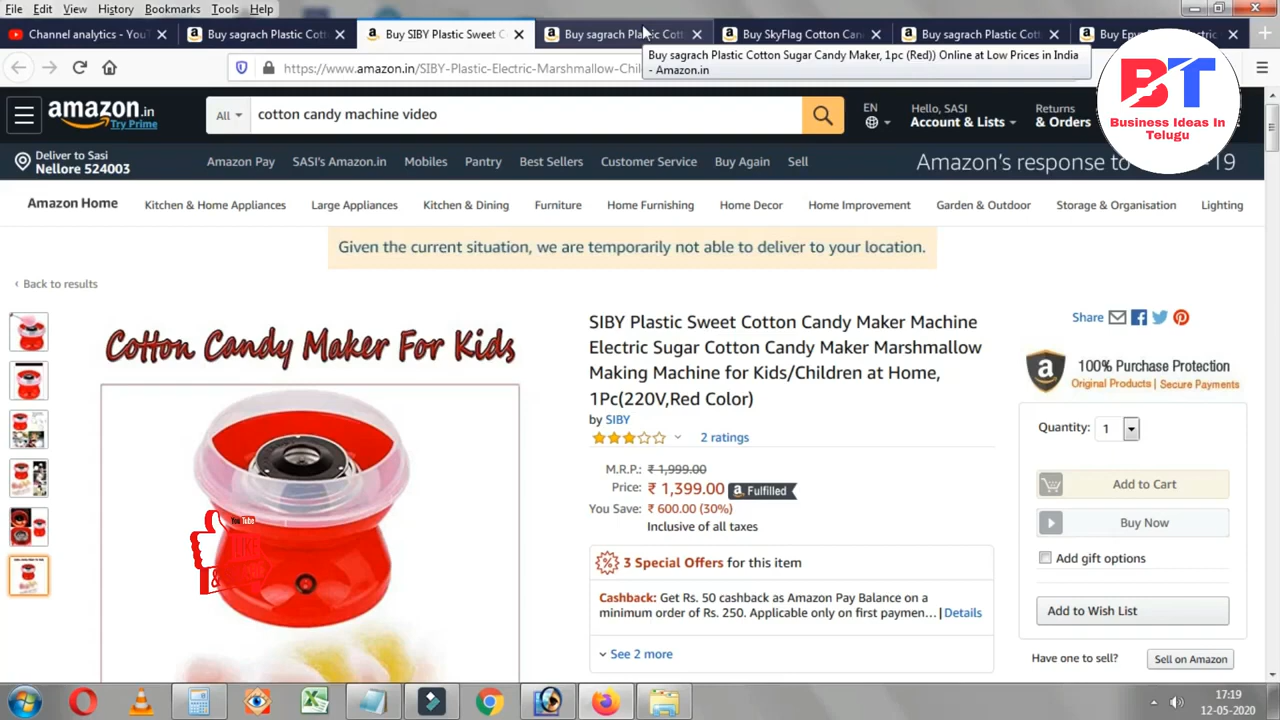 File Edit View History Bookmarks Tools Help
Channel analytics - YouT
Buy sagrach Plastic Cott
Buy SIBY Plastic Sweet C
Buy sagrach Plastic Cott
Buy SkyFlag Cotton Can
Buy sagrach Plastic Cott
Buy sagrach Plastic Cotton Sugar Candy Maker, 1pc (Red)) Online at Low Prices in India
- Amazon.in
https://www.amazon.in/SIBY-Plastic-Electric-Marshmallow-Chil
BT
Business Ideas In
Telugu
amazon.in
Try Prime
All
cotton candy machine video
EN
Hello, SASI
Account & Lists
Returns
& Orders
Deliver to Sasi
Nellore 524003
Amazon Pay SASI's Amazon.in Mobiles Pantry Best Sellers Customer Service Buy Again Sell
Amazon's response to -19
Amazon Home Kitchen & Home Appliances Large Appliances Kitchen & Dining Furniture Home Furnishing Home Decor Home Improvement Garden & Outdoor Storage & Organisation Lighting
Given the current situation, we are temporarily not able to deliver to your location.
‹ Back to results
Cotton Candy Maker For Kids
SIBY Plastic Sweet Cotton Candy Maker Machine
Electric Sugar Cotton Candy Maker Marshmallow
Making Machine for Kids/Children at Home,
1Pc(220V,Red Color)
by SIBY
2 ratings
M.R.P.: ₹ 1,999.00
Price: ₹ 1,399.00 a Fulfilled
You Save: ₹ 600.00 (30%)
Inclusive of all taxes
3 Special Offers for this item
Cashback: Get Rs. 50 cashback as Amazon Pay Balance on a
minimum order of Rs. 250. Applicable only on first paymen... | Details
See 2 more
Share
100% Purchase Protection
Original Products | Secure Payments
Quantity: 1
Add to Cart
Buy Now
Add gift options
Add to Wish List
Have one to sell? Sell on Amazon
You Tube
LIKE
17:19
12-05-2020